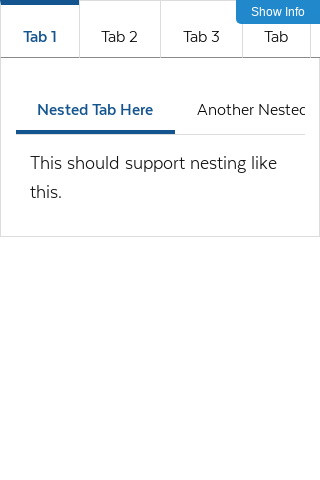 Show Info
Tab 1 Tab 2 Tab 3 Tab
Nested Tab Here Another Nested
This should support nesting like
this.